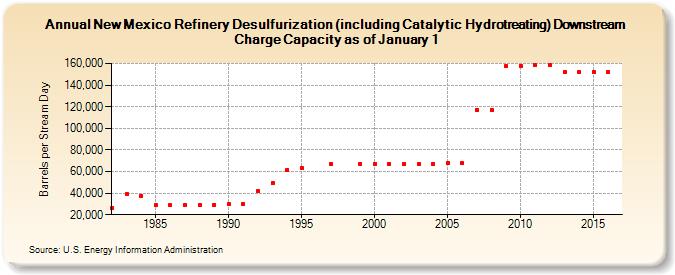 Annual New Mexico Refinery Desulfurization (including Catalytic Hydrotreating) Downstream
Charge Capacity as of January 1
Barrels per Stream Day
160,000
140,000
120,000
100,000
80,000
60,000
40,000
20,000
1985 1990 1995 2000 2005 2010 2015
Source: U.S. Energy Information Administration